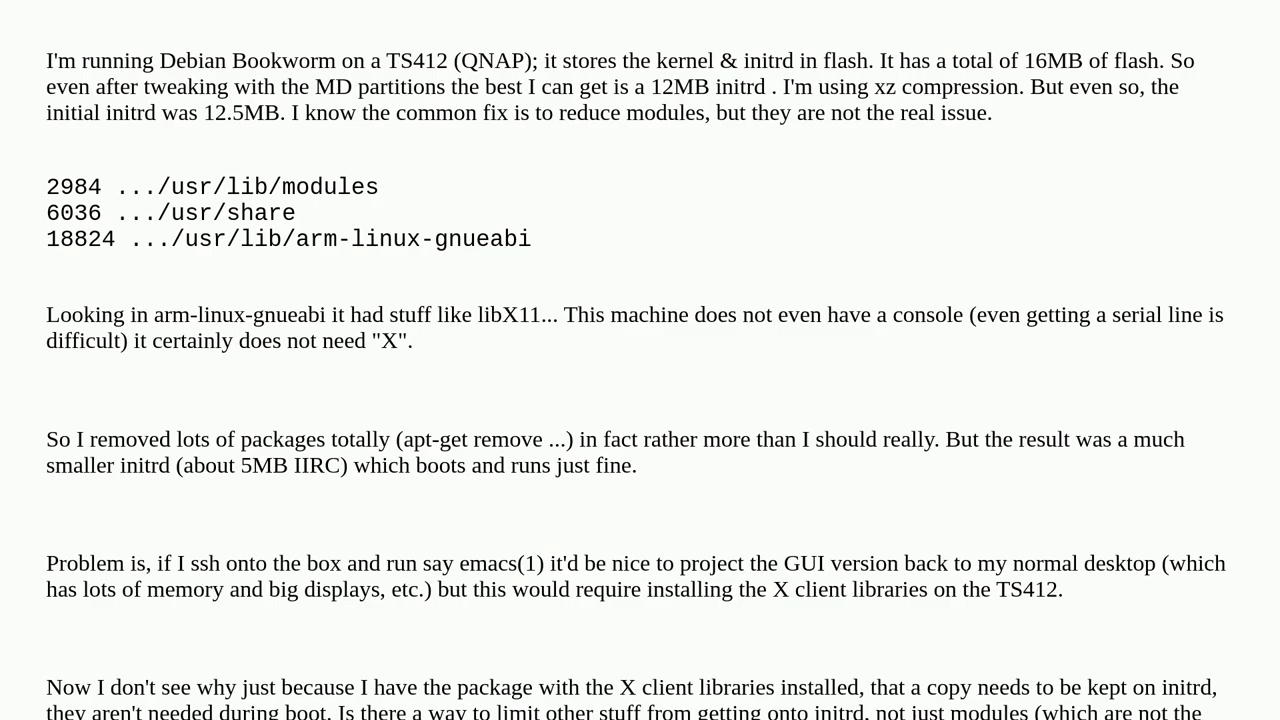 I'm running Debian Bookworm on a TS412 (QNAP); it stores the kernel & initrd in flash. It has a total of 16MB of flash. So
even after tweaking with the MD partitions the best I can get is a 12MB initrd . I'm using xz compression. But even so, the
initial initrd was 12.5MB. I know the common fix is to reduce modules, but they are not the real issue.
2984 .../usr/lib/modules
6036 .../usr/share
18824 .../usr/lib/arm-linux-gnueabi
Looking in arm-linux-gnueabi it had stuff like libX11... This machine does not even have a console (even getting a serial line is
difficult) it certainly does not need "X".
So I removed lots of packages totally (apt-get remove ...) in fact rather more than I should really. But the result was a much
smaller initrd (about 5MB IIRC) which boots and runs just fine.
Problem is, if I ssh onto the box and run say emacs(1) it'd be nice to project the GUI version back to my normal desktop (which
has lots of memory and big displays, etc.) but this would require installing the X client libraries on the TS412.
Now I don't see why just because I have the package with the X client libraries installed, that a copy needs to be kept on initrd,
they aren't needed during boot. Is there a way to limit other stuff from getting onto initrd, not just modules (which are not the